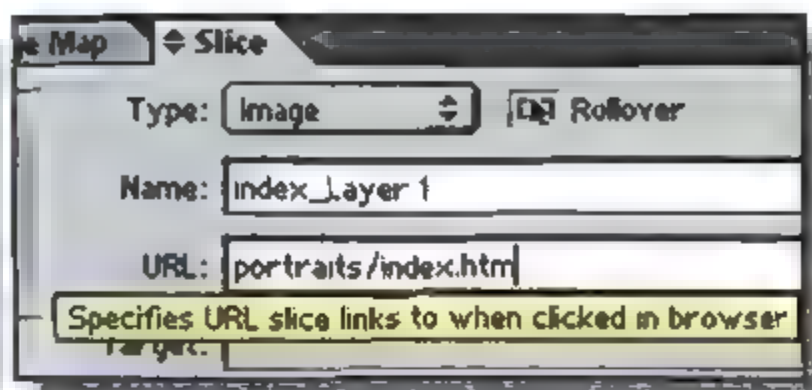 e Map Slice
Type: Image Rollover
Name: index_Layer 1
URL: portraits/index.htm
Specifies URL slice links to when clicked in browser
Target: